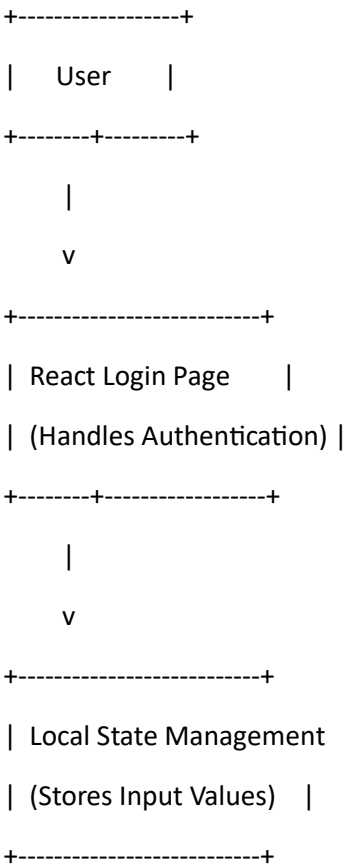 +------------------+
|     User       |
+--------+---------+
|
v
+---------------------------+
|  React Login Page       |
|  (Handles Authentication) |
+--------+------------------+
|
v
+---------------------------+
|  Local State Management
|  (Stores Input Values)    |
+---------------------------+